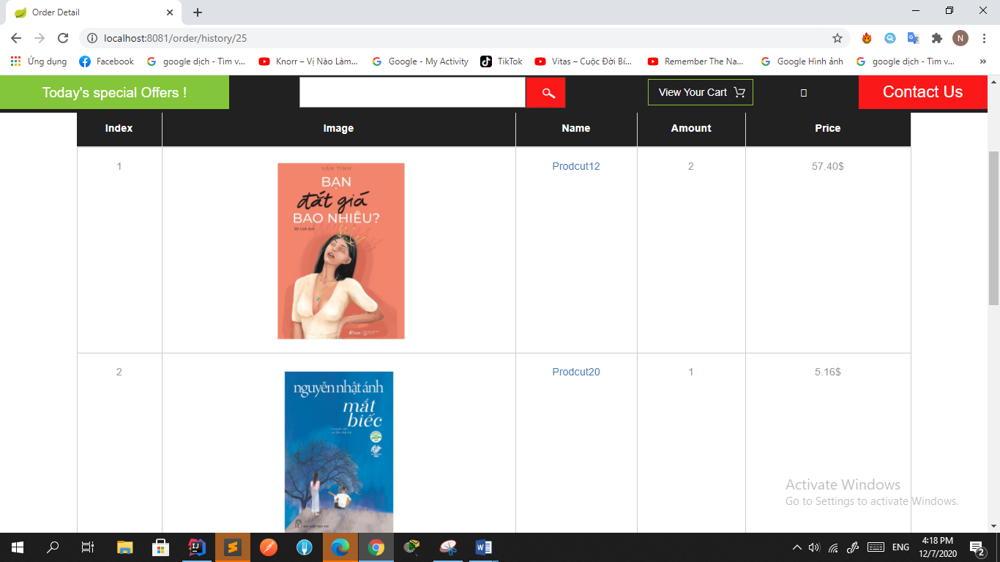 Order Detail
localhost:8081/order/history/25
N
Ứng dụng
Facebook
google dịch - Tìm v...
Knorr – Vị Nào Làm...
Google - My Activity
TikTok
Vitas – Cuộc Đời Bí...
Remember The Na...
Google Hình ảnh
google dịch - Tìm v...
»
Today's special Offers !
View Your Cart
Contact Us
Index Image Name Amount Price
1
VÃN TÌNH
BẠN
đắt giá
BAO NHIÊU?
Prodcut12
2
57.40$
2
nguyễn nhật ánh
mắt
biếc
Prodcut20
1
5.16$
Activate Windows
Go to Settings to activate Windows.
ENG
4:18 PM
12/7/2020
2